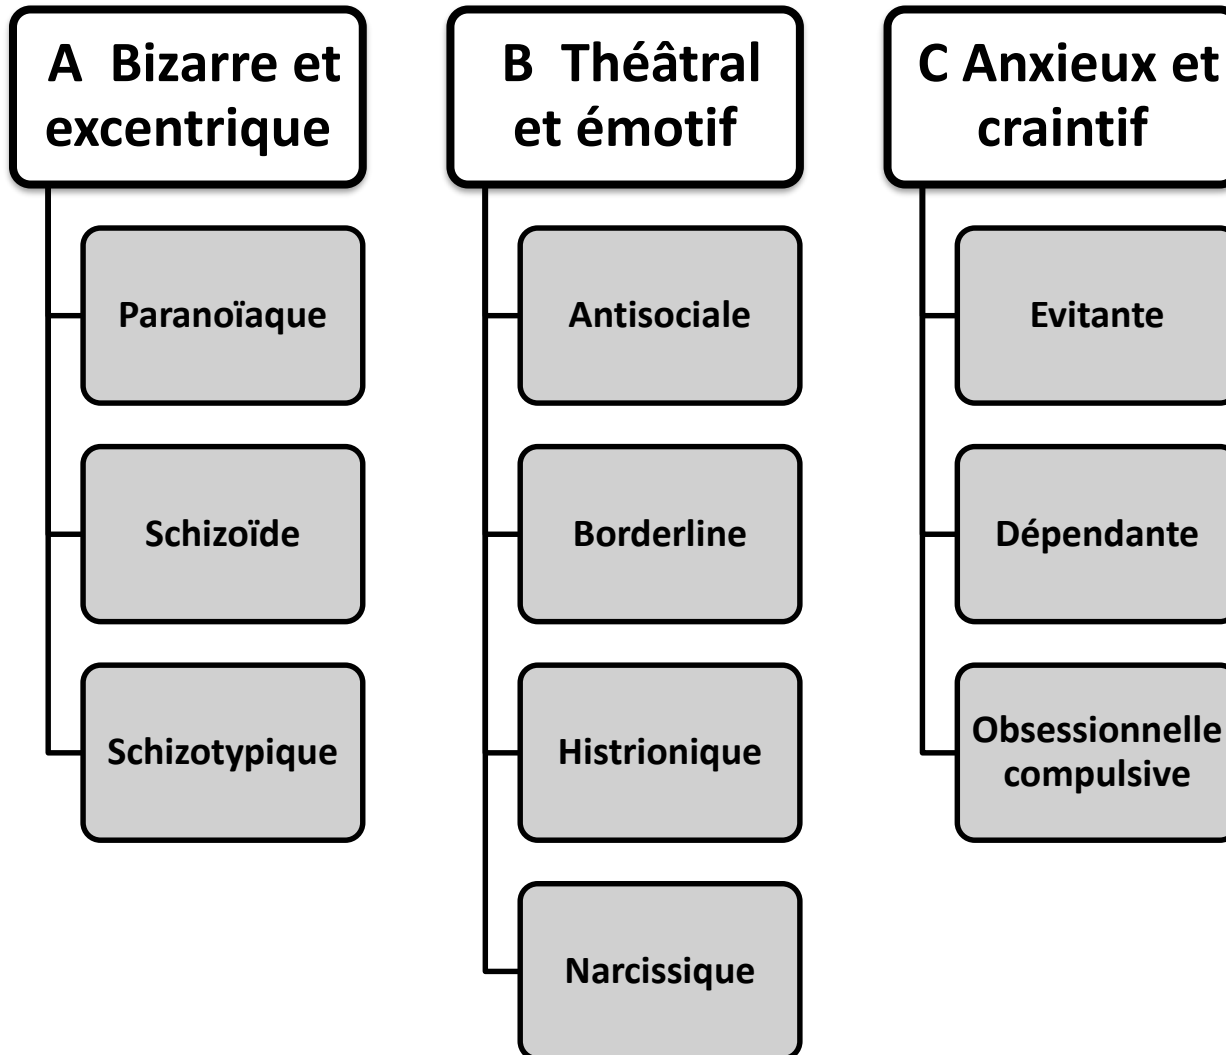 A  Bizarre et
excentrique
Paranoïaque
Schizoïde
Schizotypique
B  Théâtral
et émotif
Antisociale
Borderline
Histrionique
Narcissique
C Anxieux et
craintif
Evitante
Dépendante
Obsessionnelle
compulsive